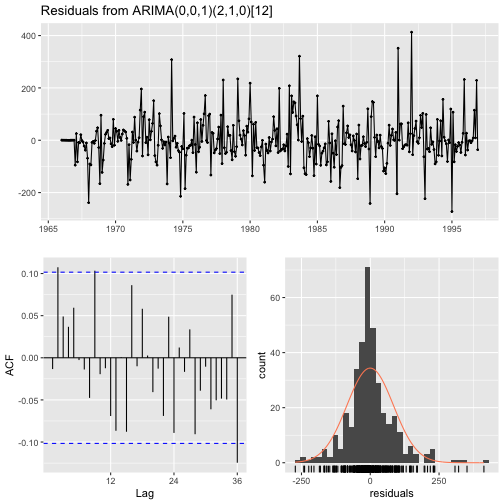 Residuals from ARIMA(0,0,1)(2,1,0)[12]
400
200
0
-200
1965 1970 1975 1980 1985 1990 1995
0.10
0.05
0.00
-0.05
-0.10
ACF
12 24 36
Lag
60
40
20
0
count
-250 0 250
residuals